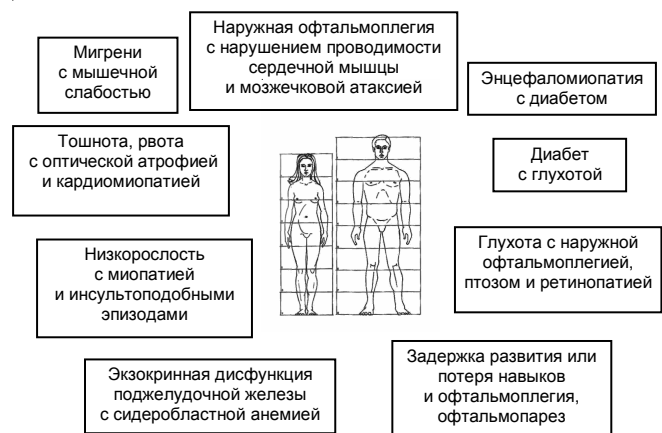 Наружная офтальмоплегия
с нарушением проводимости
сердечной мышцы
и мозжечковой атаксией
Мигрени
с мышечной
слабостью
Энцефаломиопатия
с диабетом
Тошнота, рвота
с оптической атрофией
и кардиомиопатией
Диабет
с глухотой
Низкорослость
с миопатией
и инсультоподобными
эпизодами
Глухота с наружной
офтальмоплегией,
птозом и ретинопатией
Экзокринная дисфункция
поджелудочной железы
с сидеробластной анемией
Задержка развития или
потеря навыков
и офтальмоплегия,
офтальмопарез